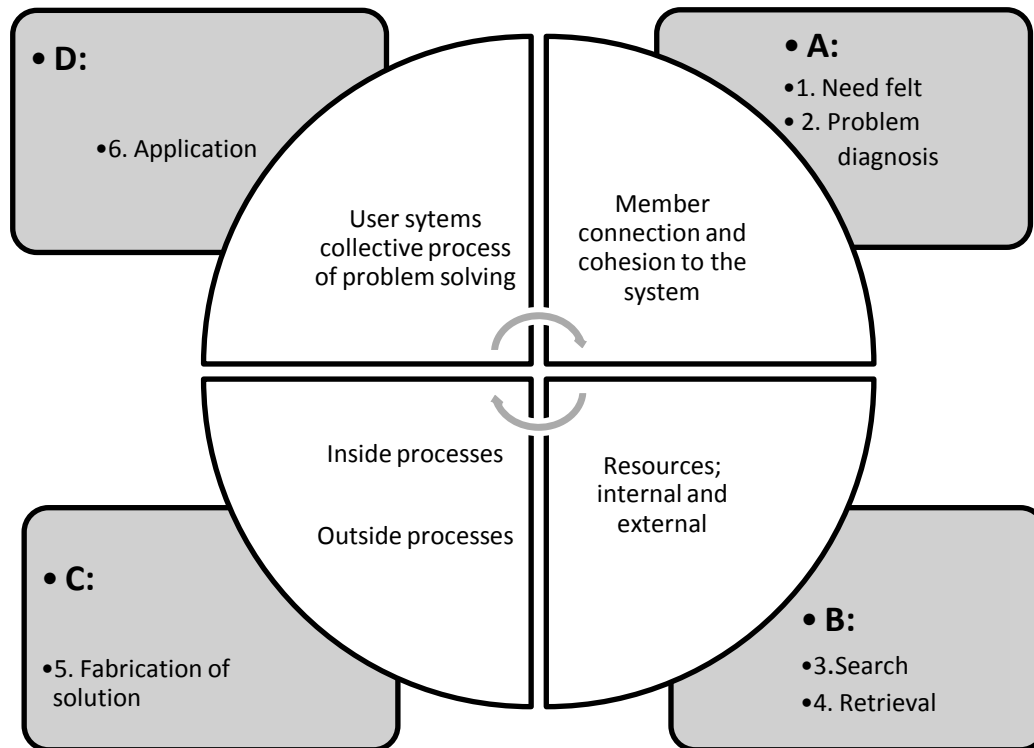 • D:
•6. Application
• A:
•1. Need felt
• 2. Problem
diagnosis
User sytems
collective process
of problem solving
Member
connection and
cohesion to the
system
Inside processes
Outside processes
Resources;
internal and
external
• C:
•5. Fabrication of
solution
• B:
•3.Search
•4. Retrieval